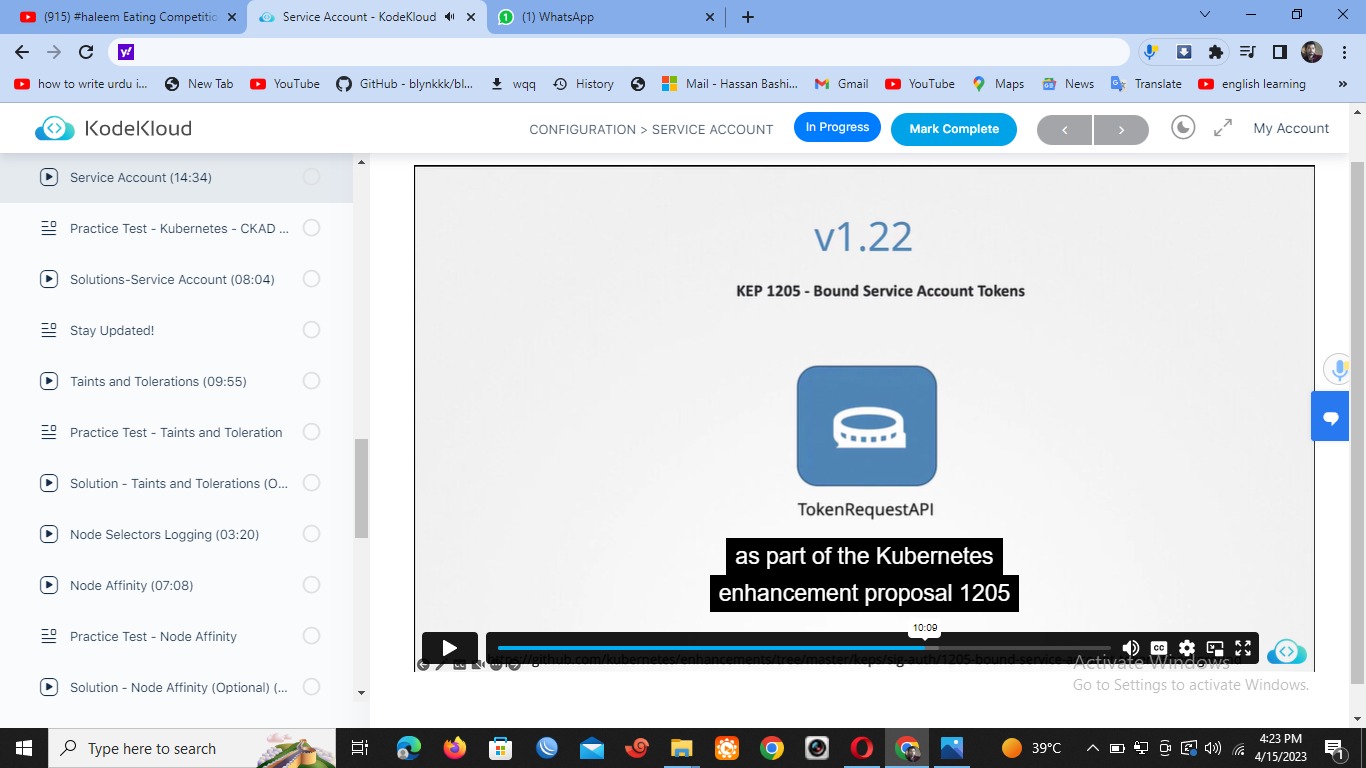 (915) #haleem Eating Competitio
Service Account - KodeKloud
(1) WhatsApp
how to write urdu i...
New Tab
YouTube
GitHub - blynkkk/bl...
wqq
History
Mail - Hassan Bashi...
Gmail
YouTube
Maps
News
Translate
english learning
KodeKloud
CONFIGURATION > SERVICE ACCOUNT
In Progress
Mark Complete
My Account
Service Account (14:34)
Practice Test - Kubernetes - CKAD ...
Solutions-Service Account (08:04)
Stay Updated!
Taints and Tolerations (09:55)
Practice Test - Taints and Toleration
Solution - Taints and Tolerations (O...
Node Selectors Logging (03:20)
Node Affinity (07:08)
Practice Test - Node Affinity
Solution - Node Affinity (Optional) (...
v1.22
KEP 1205 - Bound Service Account Tokens
TokenRequestAPI
as part of the Kubernetes
enhancement proposal 1205
10:09
CC
://github.com/kubernetes/enhancements/tree/master/keps/sig-auth/1205-bound-service-a
Activate Windows
Go to Settings to activate Windows.
Type here to search
39°C
4:23 PM
4/15/2023
1